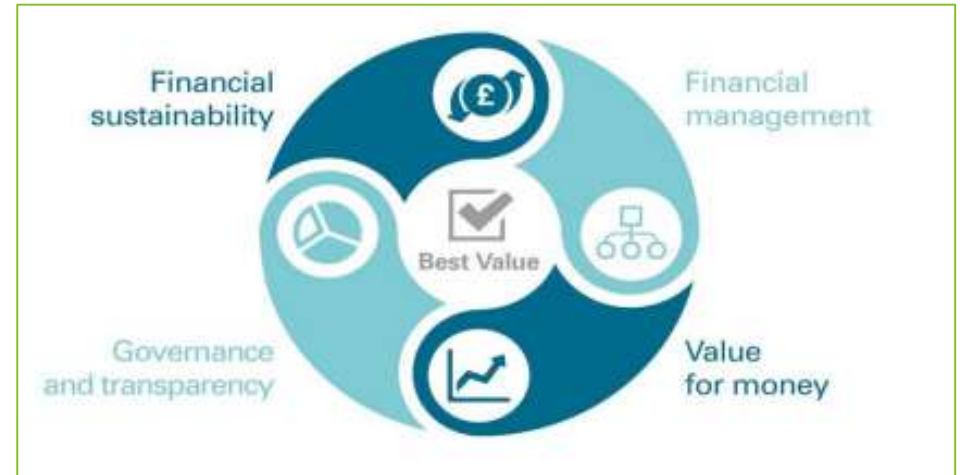 Financial
sustainability
£
Financial
management
Best Value
Governance
and transparency
Value
for money